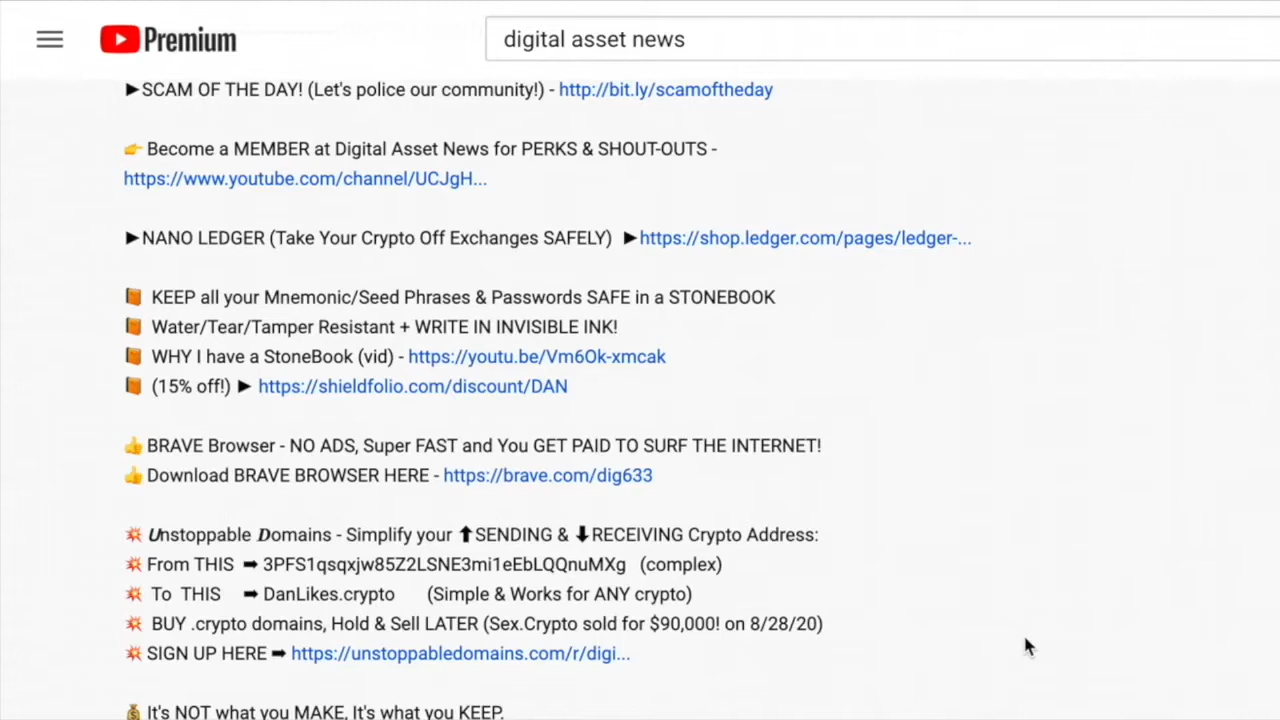 Premium
digital asset news
►SCAM OF THE DAY! (Let's police our community!) - http://bit.ly/scamoftheday
👉 Become a MEMBER at Digital Asset News for PERKS & SHOUT-OUTS -
https://www.youtube.com/channel/UCJgH...
►NANO LEDGER (Take Your Crypto Off Exchanges SAFELY) ►https://shop.ledger.com/pages/ledger-...
📙 KEEP all your Mnemonic/Seed Phrases & Passwords SAFE in a STONEBOOK
📙 Water/Tear/Tamper Resistant + WRITE IN INVISIBLE INK!
📙 WHY I have a StoneBook (vid) - https://youtu.be/Vm6Ok-xmcak
📙 (15% off!) ► https://shieldfolio.com/discount/DAN
👍 BRAVE Browser - NO ADS, Super FAST and You GET PAID TO SURF THE INTERNET!
👍 Download BRAVE BROWSER HERE - https://brave.com/dig633
💥 𝙐nstoppable 𝑫omains - Simplify your ⬆SENDING & ⬇RECEIVING Crypto Address:
💥 From THIS ➡ 3PFS1qsqxjw85Z2LSNE3mi1eEbLQQnuMXg (complex)
💥 To THIS ➡ DanLikes.crypto (Simple & Works for ANY crypto)
💥 BUY .crypto domains, Hold & Sell LATER (Sex.Crypto sold for $90,000! on 8/28/20)
💥 SIGN UP HERE ➡ https://unstoppabledomains.com/r/digi...
💰 It's NOT what you MAKE, It's what you KEEP.